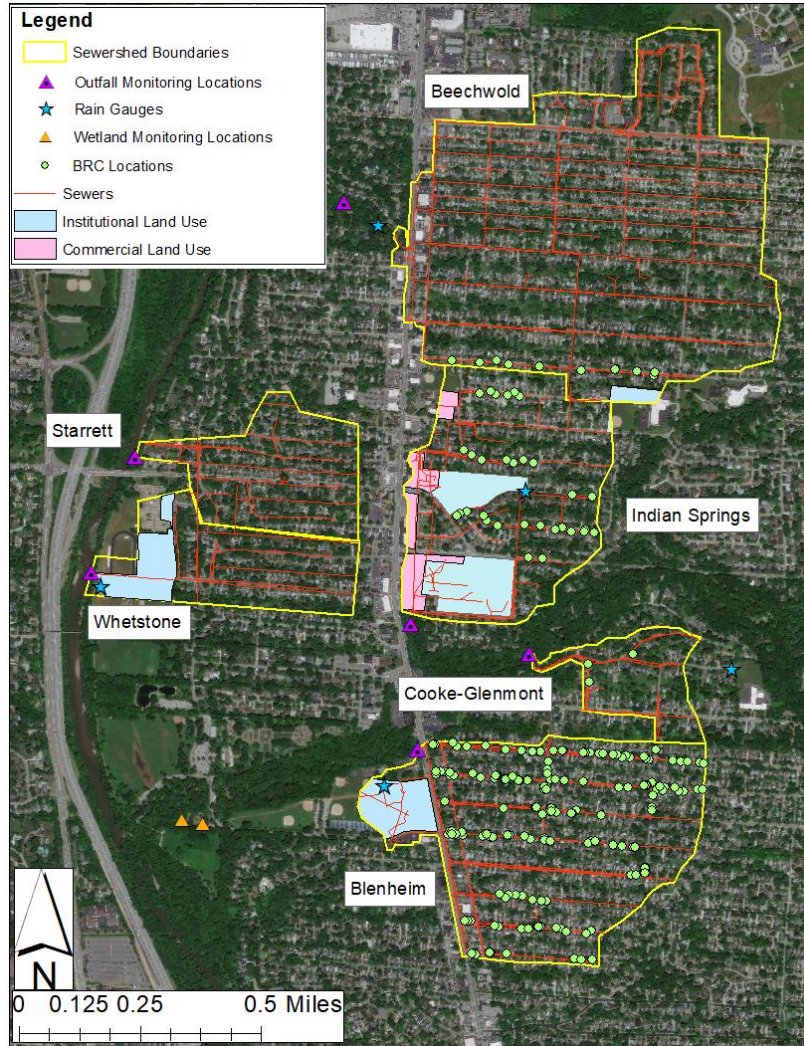 Legend
Sewershed Boundaries
Outfall Monitoring Locations
Rain Gauges
Wetland Monitoring Locations
BRC Locations
Sewers
Institutional Land Use
Commercial Land Use
Beechwold
Starrett
Indian Springs
Whetstone
Cooke-Glenmont
Blenheim
N
0 0.125 0.25 0.5 Miles